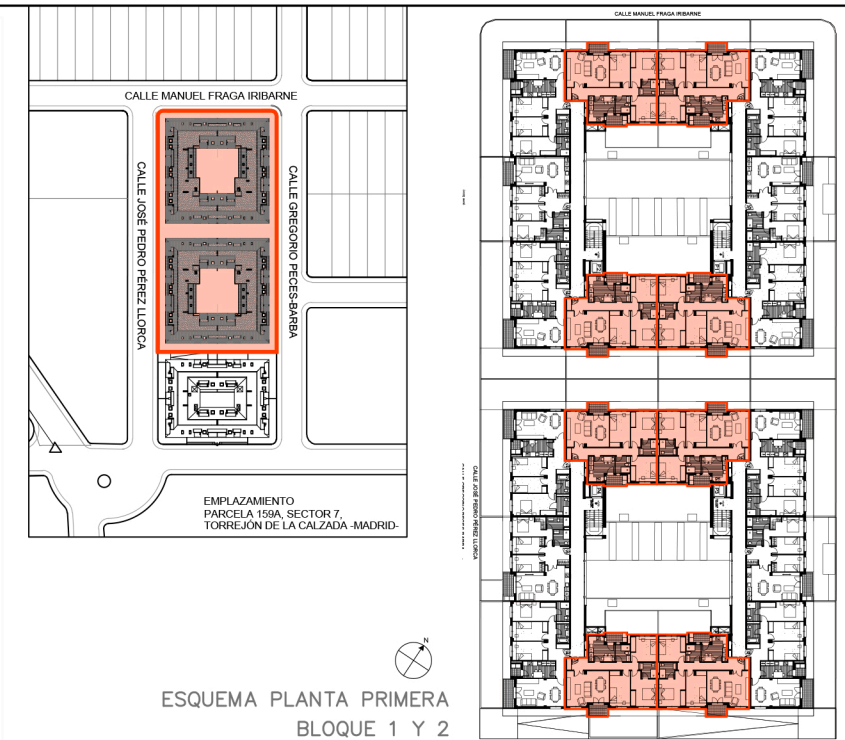 CALLE MANUEL FRAGA IRIBARNE
CALLE JOSÉ PEDRO PÉREZ LLORCA
CALLE GREGORIO PECES-BARBA
EMPLAZAMIENTO
PARCELA 159A, SECTOR 7,
TORREJÓN DE LA CALZADA -MADRID-
N
ESQUEMA PLANTA PRIMERA
BLOQUE 1 Y 2
CALLE MANUEL FRAGA IRIBARNE
CALLE JOSÉ PEDRO PÉREZ LLORCA